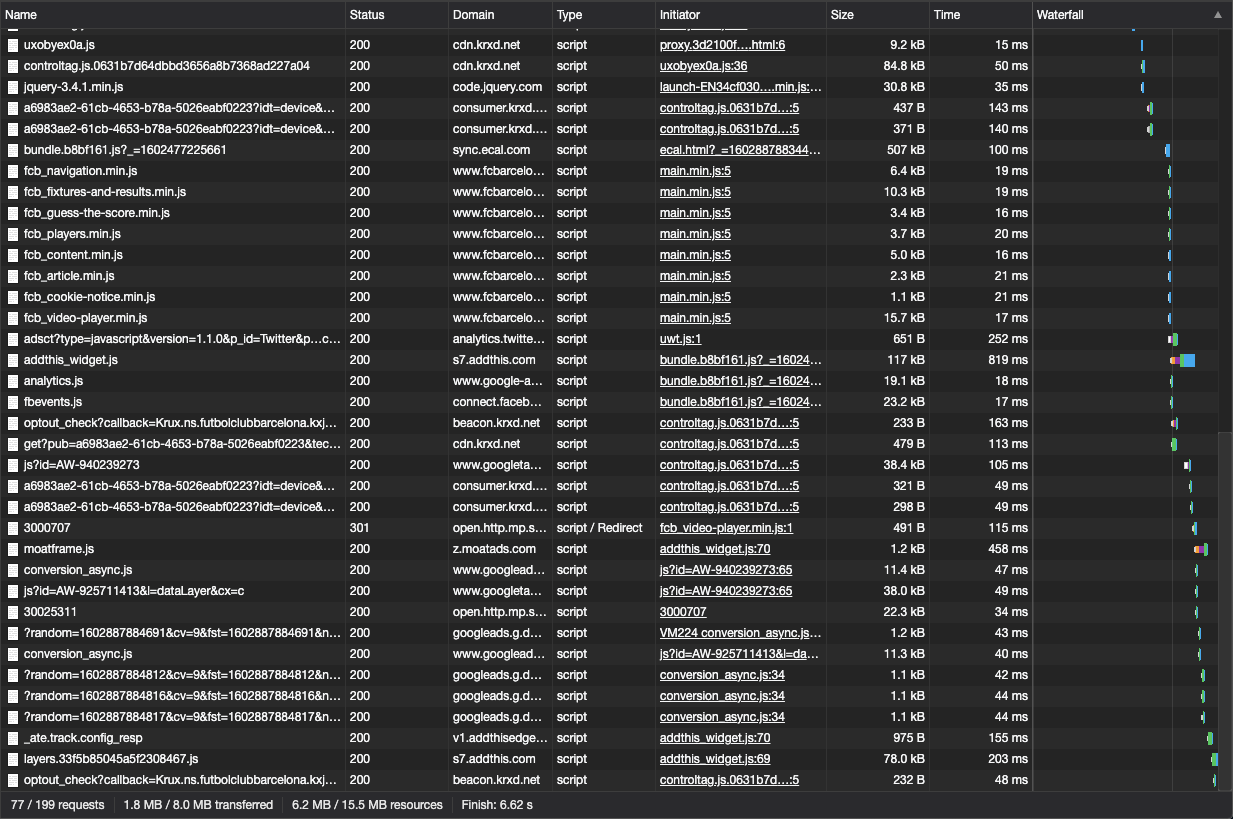 Name Status Domain Type Initiator Size Time Waterfall
uxobyex0a.js 200 cdn.krxd.net script proxy.3d2100f….html:6 9.2 kB 15 ms
controltag.js.0631b7d64dbbd3656a8b7368ad227a04 200 cdn.krxd.net script uxobyex0a.js:36 84.8 kB 50 ms
jquery-3.4.1.min.js 200 code.jquery.com script launch-EN34cf030….min.js:… 30.8 kB 35 ms
a6983ae2-61cb-4653-b78a-5026eabf0223?idt=device&… 200 consumer.krxd.… script controltag.js.0631b7d…:5 437 B 143 ms
a6983ae2-61cb-4653-b78a-5026eabf0223?idt=device&… 200 consumer.krxd.… script controltag.js.0631b7d…:5 371 B 140 ms
bundle.b8bf161.js?_=1602477225661 200 sync.ecal.com script ecal.html?_=160288788344… 507 kB 100 ms
fcb_navigation.min.js 200 www.fcbarcelo… script main.min.js:5 6.4 kB 19 ms
fcb_fixtures-and-results.min.js 200 www.fcbarcelo… script main.min.js:5 10.3 kB 19 ms
fcb_guess-the-score.min.js 200 www.fcbarcelo… script main.min.js:5 3.4 kB 16 ms
fcb_players.min.js 200 www.fcbarcelo… script main.min.js:5 3.7 kB 20 ms
fcb_content.min.js 200 www.fcbarcelo… script main.min.js:5 5.0 kB 16 ms
fcb_article.min.js 200 www.fcbarcelo… script main.min.js:5 2.3 kB 21 ms
fcb_cookie-notice.min.js 200 www.fcbarcelo… script main.min.js:5 1.1 kB 21 ms
fcb_video-player.min.js 200 www.fcbarcelo… script main.min.js:5 15.7 kB 17 ms
adsct?type=javascript&version=1.1.0&p_id=Twitter&p…c… 200 analytics.twitte… script uwt.js:1 651 B 252 ms
addthis_widget.js 200 s7.addthis.com script bundle.b8bf161.js?_=16024… 117 kB 819 ms
analytics.js 200 www.google-a… script bundle.b8bf161.js?_=16024… 19.1 kB 18 ms
fbevents.js 200 connect.faceb… script bundle.b8bf161.js?_=16024… 23.2 kB 17 ms
optout_check?callback=Krux.ns.futbolclubbarcelona.kxj… 200 beacon.krxd.net script controltag.js.0631b7d…:5 233 B 163 ms
get?pub=a6983ae2-61cb-4653-b78a-5026eabf0223&tec… 200 cdn.krxd.net script controltag.js.0631b7d…:5 479 B 113 ms
js?id=AW-940239273 200 www.googleta… script controltag.js.0631b7d…:5 38.4 kB 105 ms
a6983ae2-61cb-4653-b78a-5026eabf0223?idt=device&… 200 consumer.krxd.… script controltag.js.0631b7d…:5 321 B 49 ms
a6983ae2-61cb-4653-b78a-5026eabf0223?idt=device&… 200 consumer.krxd.… script controltag.js.0631b7d…:5 298 B 49 ms
3000707 301 open.http.mp.s… script / Redirect fcb_video-player.min.js:1 491 B 115 ms
moatframe.js 200 z.moatads.com script addthis_widget.js:70 1.2 kB 458 ms
conversion_async.js 200 www.googlead… script js?id=AW-940239273:65 11.4 kB 47 ms
js?id=AW-925711413&l=dataLayer&cx=c 200 www.googleta… script js?id=AW-940239273:65 38.0 kB 49 ms
30025311 200 open.http.mp.s… script 3000707 22.3 kB 34 ms
?random=1602887884691&cv=9&fst=1602887884691&n… 200 googleads.g.d… script VM224 conversion_async.js… 1.2 kB 43 ms
conversion_async.js 200 www.googlead… script js?id=AW-925711413&l=da… 11.3 kB 40 ms
?random=1602887884812&cv=9&fst=1602887884812&n… 200 googleads.g.d… script conversion_async.js:34 1.1 kB 42 ms
?random=1602887884816&cv=9&fst=1602887884816&n… 200 googleads.g.d… script conversion_async.js:34 1.1 kB 44 ms
?random=1602887884817&cv=9&fst=1602887884817&n… 200 googleads.g.d… script conversion_async.js:34 1.1 kB 44 ms
_ate.track.config_resp 200 v1.addthisedge… script addthis_widget.js:70 975 B 155 ms
layers.33f5b85045a5f2308467.js 200 s7.addthis.com script addthis_widget.js:69 78.0 kB 203 ms
optout_check?callback=Krux.ns.futbolclubbarcelona.kxj… 200 beacon.krxd.net script controltag.js.0631b7d…:5 232 B 48 ms
77 / 199 requests 1.8 MB / 8.0 MB transferred 6.2 MB / 15.5 MB resources Finish: 6.62 s